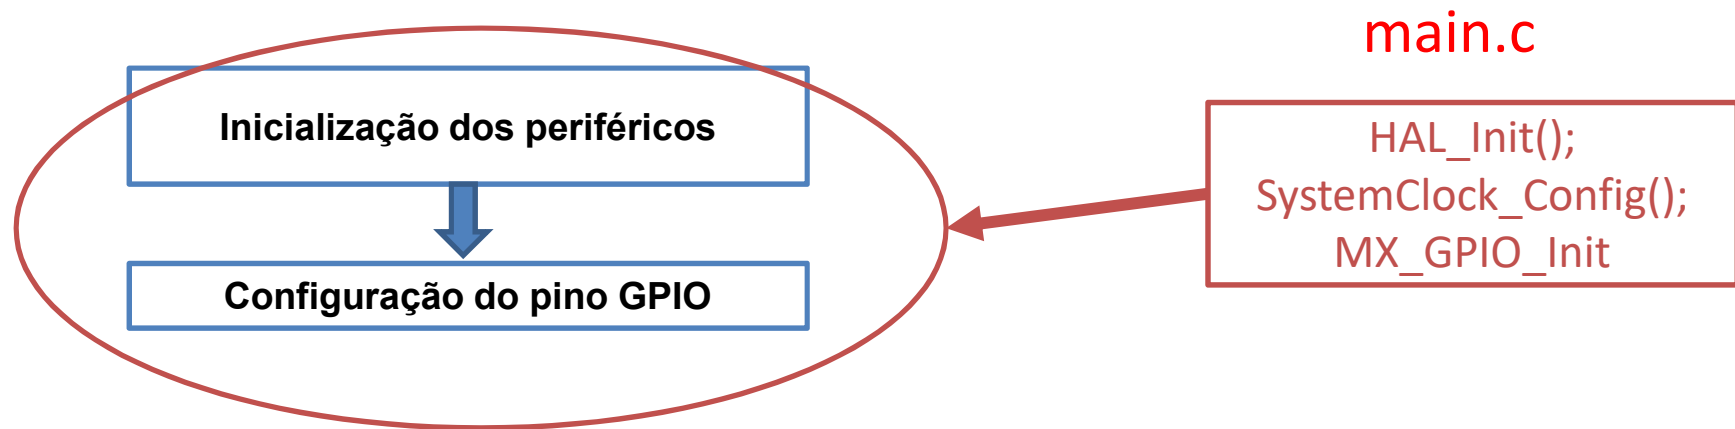 main.c
Inicialização dos periféricos
Configuração do pino GPIO
HAL_Init();
SystemClock_Config();
MX_GPIO_Init